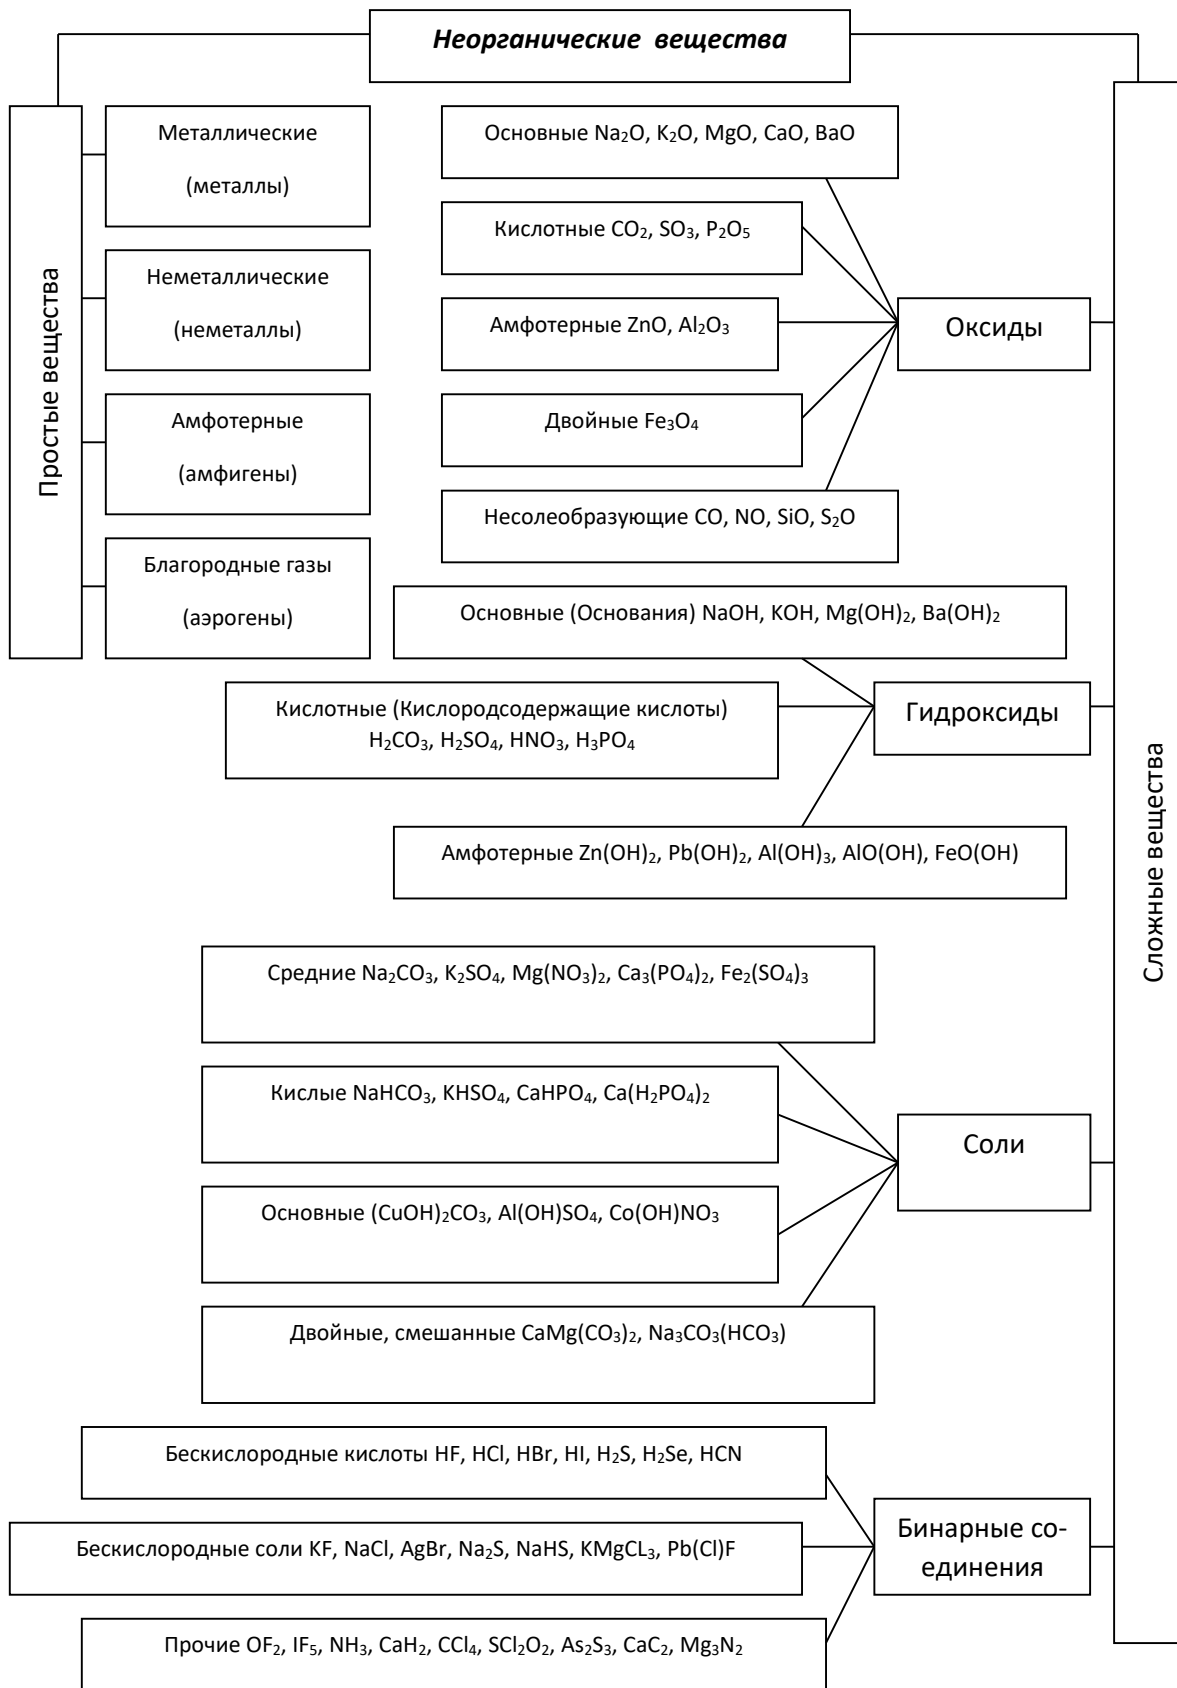 Неорганические вещества
Простые вещества
Металлические
(металлы)
Неметаллические
(неметаллы)
Амфотерные
(амфигены)
Благородные газы
(аэрогены)
Сложные вещества
Основные Na₂O, K₂O, MgO, CaO, BaO
Кислотные CO₂, SO₃, P₂O₅
Амфотерные ZnO, Al₂O₃
Двойные Fe₃O₄
Несолеобразующие CO, NO, SiO, S₂O
Оксиды
Основные (Основания) NaOH, KOH, Mg(OH)₂, Ba(OH)₂
Кислотные (Кислородсодержащие кислоты)
H₂CO₃, H₂SO₄, HNO₃, H₃PO₄
Амфотерные Zn(OH)₂, Pb(OH)₂, Al(OH)₃, AlO(OH), FeO(OH)
Гидроксиды
Средние Na₂CO₃, K₂SO₄, Mg(NO₃)₂, Ca₃(PO₄)₂, Fe₂(SO₄)₃
Кислые NaHCO₃, KHSO₄, CaHPO₄, Ca(H₂PO₄)₂
Основные (CuOH)₂CO₃, Al(OH)SO₄, Co(OH)NO₃
Двойные, смешанные CaMg(CO₃)₂, Na₃CO₃(HCO₃)
Соли
Бескислородные кислоты HF, HCl, HBr, HI, H₂S, H₂Se, HCN
Бескислородные соли KF, NaCl, AgBr, Na₂S, NaHS, KMgCL₃, Pb(Cl)F
Прочие OF₂, IF₅, NH₃, CaH₂, CCl₄, SCl₂O₂, As₂S₃, CaC₂, Mg₃N₂
Бинарные со-
единения